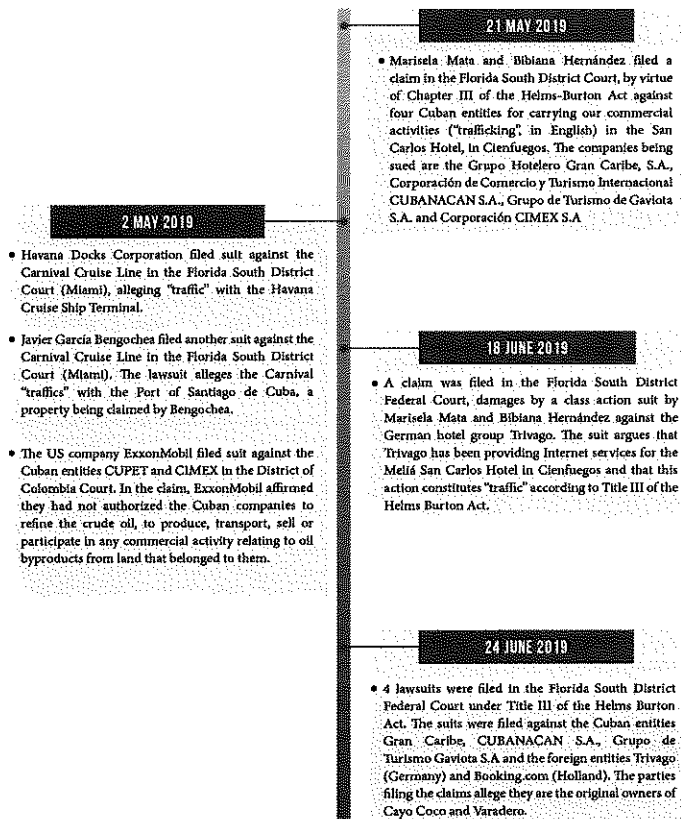 2 MAY 2019
• Havana Docks Corporation filed suit against the
Carnival Cruise Line in the Florida South District
Court (Miami), alleging "traffic" with the Havana
Cruise Ship Terminal.
• Javier García Bengochea filed another suit against the
Carnival Cruise Line in the Florida South District
Court (Miami). The lawsuit alleges the Carnival
"traffics" with the Port of Santiago de Cuba, a
property being claimed by Bengochea.
• The US company ExxonMobil filed suit against the
Cuban entities CUPET and CIMEX in the District of
Colombia Court. In the claim, ExxonMobil affirmed
they had not authorized the Cuban companies to
refine the crude oil, to produce, transport, sell or
participate in any commercial activity relating to oil
byproducts from land that belonged to them.
21 MAY 2019
• Marisela Mata and Bibiana Hernández filed a
claim in the Florida South District Court, by virtue
of Chapter III of the Helms-Burton Act against
four Cuban entities for carrying our commercial
activities ("trafficking", in English) in the San
Carlos Hotel, in Cienfuegos. The companies being
sued are the Grupo Hotelero Gran Caribe, S.A.,
Corporación de Comercio y Turismo Internacional
CUBANACAN S.A., Grupo de Turismo de Gaviota
S.A. and Corporación CIMEX S.A
18 JUNE 2019
• A claim was filed in the Florida South District
Federal Court, damages by a class action suit by
Marisela Mata and Bibiana Hernández against the
German hotel group Trivago. The suit argues that
Trivago has been providing Internet services for the
Meliá San Carlos Hotel in Cienfuegos and that this
action constitutes "traffic" according to Title III of the
Helms Burton Act.
24 JUNE 2019
• 4 lawsuits were filed in the Florida South District
Federal Court under Title III of the Helms Burton
Act. The suits were filed against the Cuban entities
Gran Caribe, CUBANACAN S.A., Grupo de
Turismo Gaviota S.A and the foreign entities Trivago
(Germany) and Booking.com (Holland). The parties
filing the claims allege they are the original owners of
Cayo Coco and Varadero.